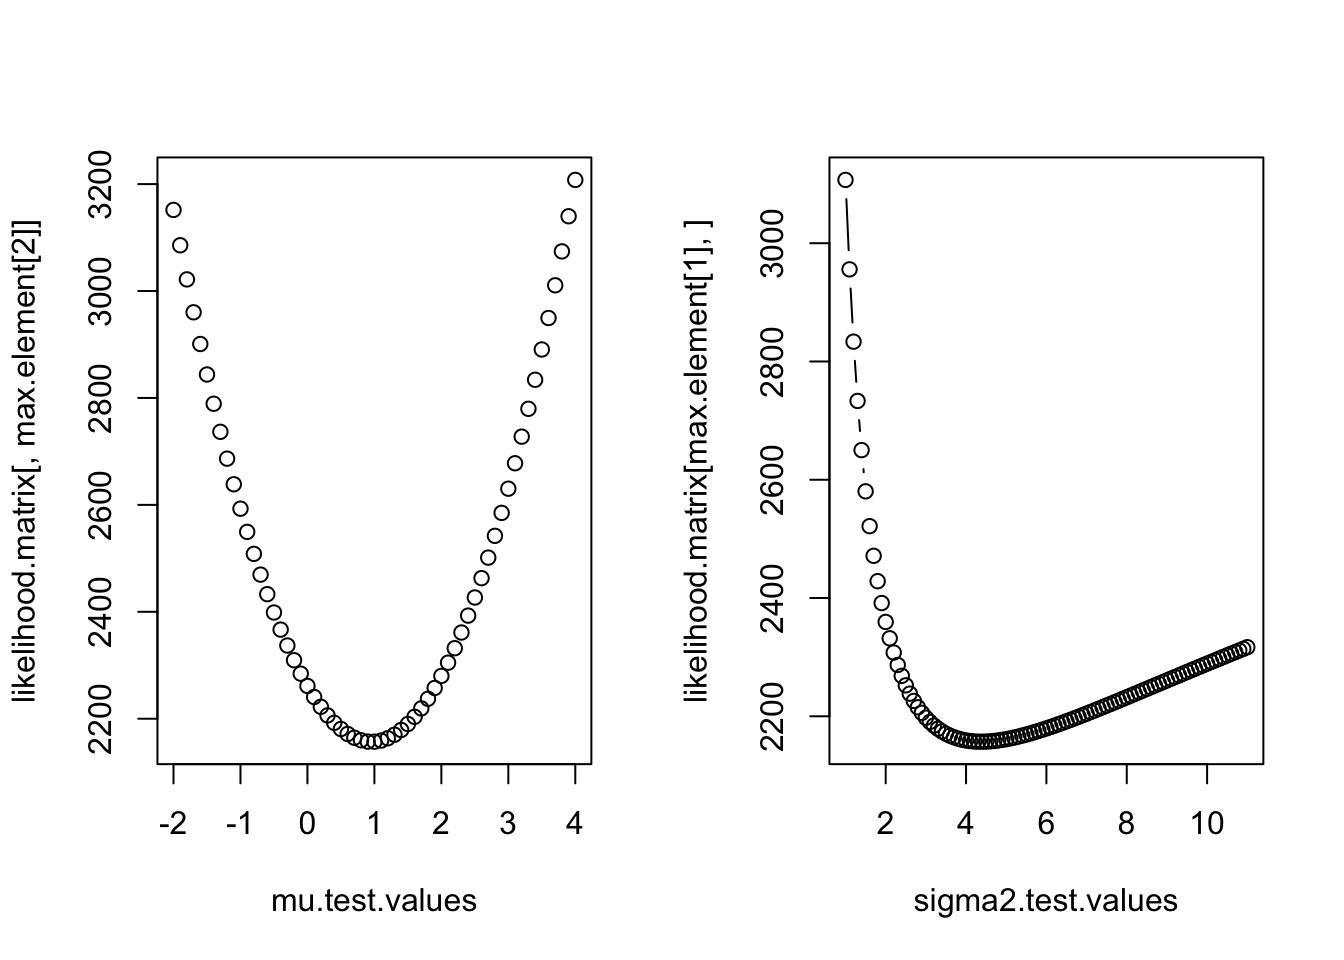 likelihood.matrix[, max.element[2]]
3200
3000
2800
2600
2400
2200
-2 -1 0 1 2 3 4
mu.test.values
likelihood.matrix[max.element[1], ]
3000
2800
2600
2400
2200
2 4 6 8 10
sigma2.test.values